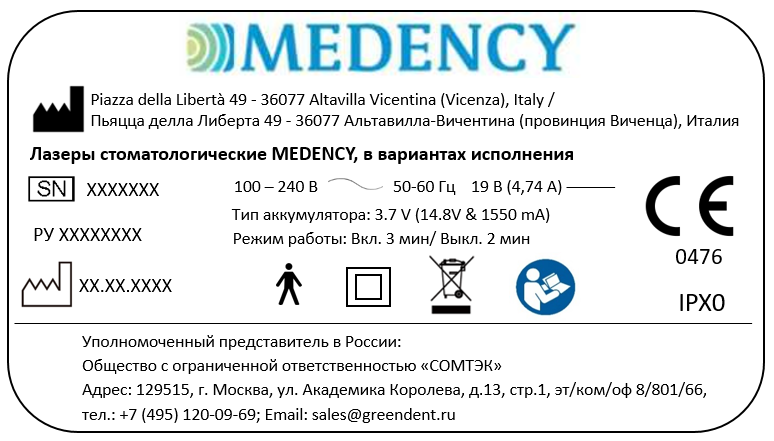 MEDENCY
Piazza della Libertà 49 - 36077 Altavilla Vicentina (Vicenza), Italy /
Пьяцца делла Либерта 49 - 36077 Альтавилла-Вичентина (провинция Виченца), Италия
Лазеры стоматологические MEDENCY, в вариантах исполнения
SN XXXXXXX
100 – 240 В 50-60 Гц 19 В (4,74 А)
Тип аккумулятора: 3.7 V (14.8V & 1550 mA)
РУ XXXXXXXX
Режим работы: Вкл. 3 мин/ Выкл. 2 мин
CE
0476
XX.XX.XXXX
IPX0
Уполномоченный представитель в России:
Общество с ограниченной ответственностью «СОМТЭК»
Адрес: 129515, г. Москва, ул. Академика Королева, д.13, стр.1, эт/ком/оф 8/801/66,
тел.: +7 (495) 120-09-69; Email: sales@greendent.ru